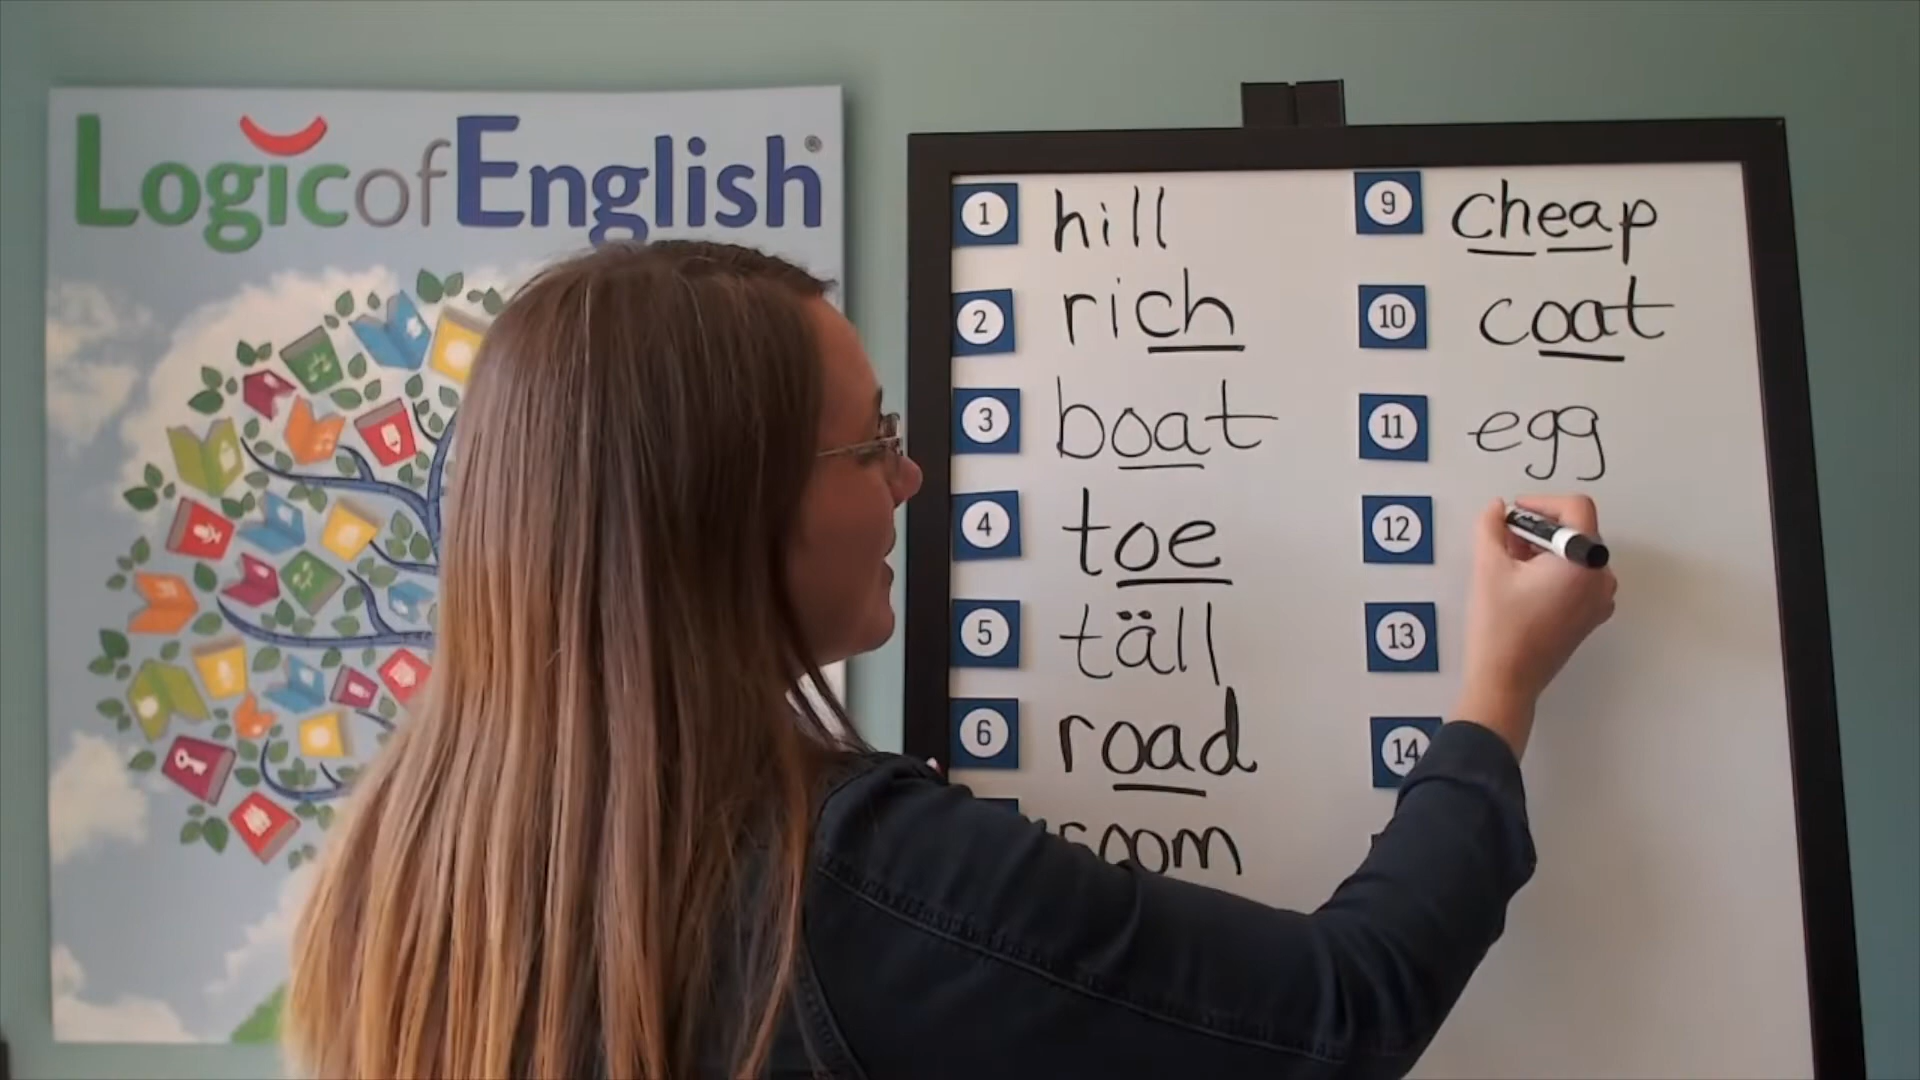 Logic of English®
1 hill
2 rich
3 boat
4 toe
5 täll
6 road
room
9 cheap
10 coat
11 egg
12
13
14